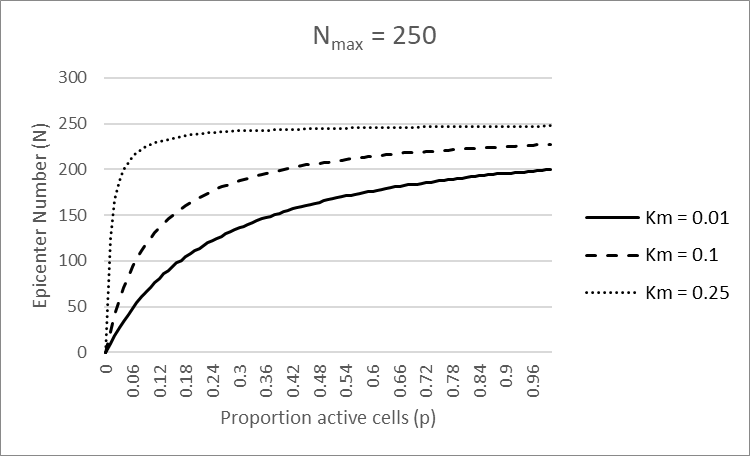 Nmax = 250
Epicenter Number (N)
300
250
200
150
100
50
0
0 0.06 0.12 0.18 0.24 0.3 0.36 0.42 0.48 0.54 0.6 0.66 0.72 0.78 0.84 0.9 0.96
Proportion active cells (p)
Km = 0.01
Km = 0.1
Km = 0.25